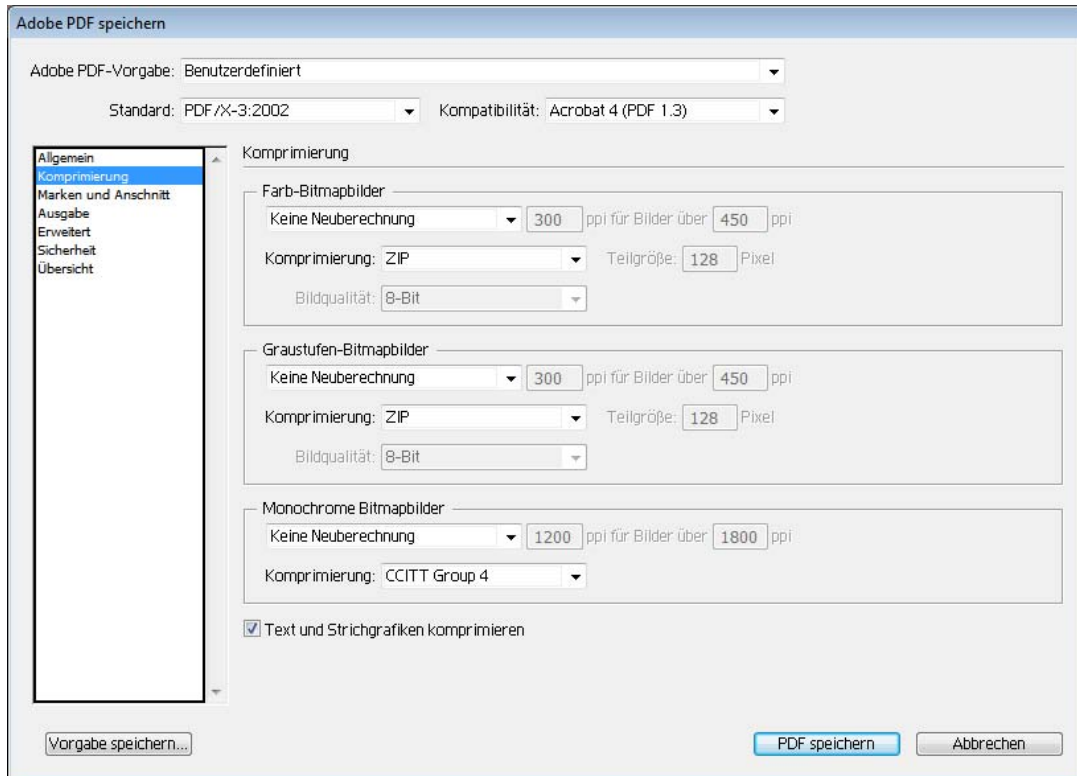 Adobe PDF speichern
Adobe PDF-Vorgabe: Benutzerdefiniert
Standard: PDF/X-3:2002 Kompatibilität: Acrobat 4 (PDF 1.3)
Allgemein
Komprimierung
Marken und Anschnitt
Ausgabe
Erweitert
Sicherheit
Übersicht
Komprimierung
Farb-Bitmapbilder
Keine Neuberechnung 300 ppi für Bilder über 450 ppi
Komprimierung: ZIP Teilgröße: 128 Pixel
Bildqualität: 8-Bit
Graustufen-Bitmapbilder
Keine Neuberechnung 300 ppi für Bilder über 450 ppi
Komprimierung: ZIP Teilgröße: 128 Pixel
Bildqualität: 8-Bit
Monochrome Bitmapbilder
Keine Neuberechnung 1200 ppi für Bilder über 1800 ppi
Komprimierung: CCITT Group 4
Text und Strichgrafiken komprimieren
Vorgabe speichern... PDF speichern Abbrechen